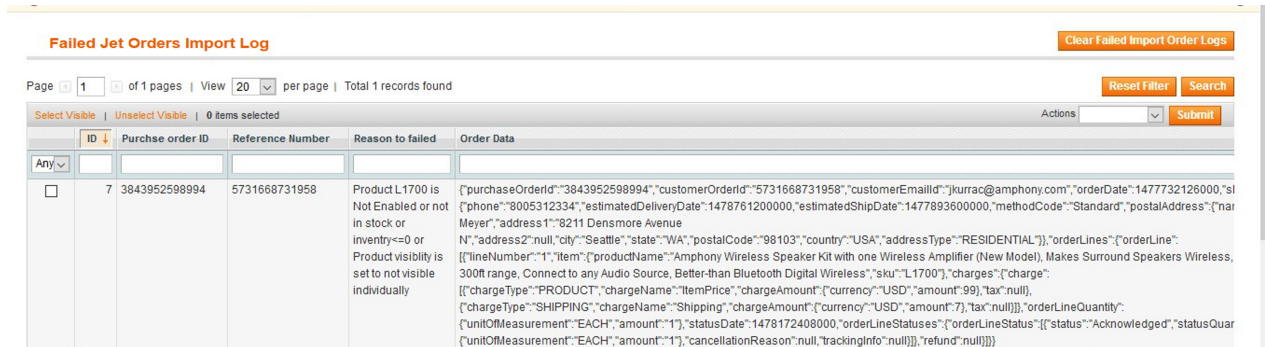 Failed Jet Orders Import Log
Clear Failed Import Order Logs
Page 1 of 1 pages | View 20 per page | Total 1 records found
Reset Filter Search
Select Visible | Unselect Visible | 0 items selected
Actions Submit
ID ↓ Purchse order ID Reference Number Reason to failed Order Data
Any
7 3843952598994 5731668731958
Product L1700 is
Not Enabled or not
in stock or
inventry<=0 or
Product visiblity is
set to not visible
individually
{"purchaseOrderId":"3843952598994","customerOrderId":"5731668731958","customerEmailId":"jkurrac@amphony.com","orderDate":1477732126000,
{"phone":"8005312334","estimatedDeliveryDate":1478761200000,"estimatedShipDate":1477893600000,"methodCode":"Standard","postalAddress":
Meyer","address1":"8211 Densmore Avenue
N","address2":null,"city":"Seattle","state":"WA","postalCode":"98103","country":"USA","addressType":"RESIDENTIAL"}},"orderLines":{"orderLine":
[{"lineNumber":"1","item":{"productName":"Amphony Wireless Speaker Kit with one Wireless Amplifier (New Model), Makes Surround Speakers Wireless,
300ft range, Connect to any Audio Source, Better-than Bluetooth Digital Wireless","sku":"L1700"},"charges":{"charge":
[{"chargeType":"PRODUCT","chargeName":"ItemPrice","chargeAmount":{"currency":"USD","amount":99},"tax":null},
{"chargeType":"SHIPPING","chargeName":"Shipping","chargeAmount":{"currency":"USD","amount":7},"tax":null}]},"orderLineQuantity":
{"unitOfMeasurement":"EACH","amount":"1"},"statusDate":1478172408000,"orderLineStatuses":{"orderLineStatus":[{"status":"Acknowledged",
{"unitOfMeasurement":"EACH","amount":"1"},"cancellationReason":null,"trackingInfo":null}]},"refund":null}]}}